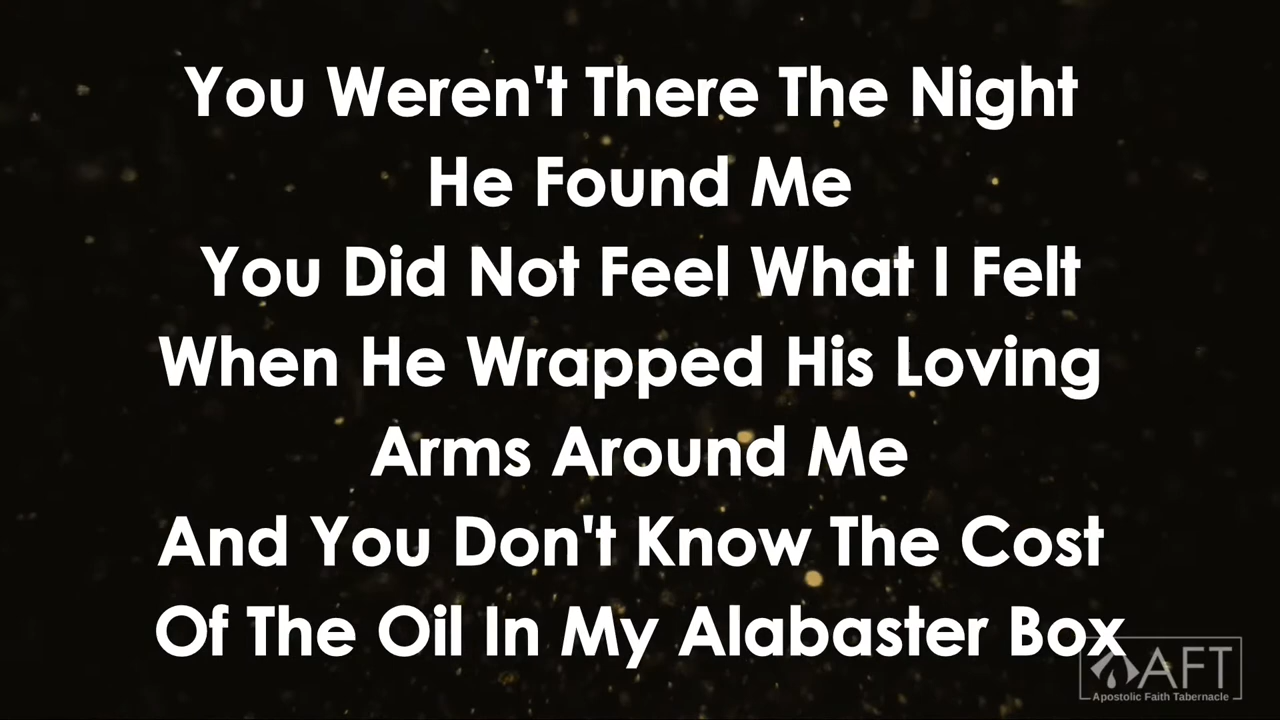 You Weren't There The Night
He Found Me
You Did Not Feel What I Felt
When He Wrapped His Loving
Arms Around Me
And You Don't Know The Cost
Of The Oil In My Alabaster Box
AFT
Apostolic Faith Tabernacle